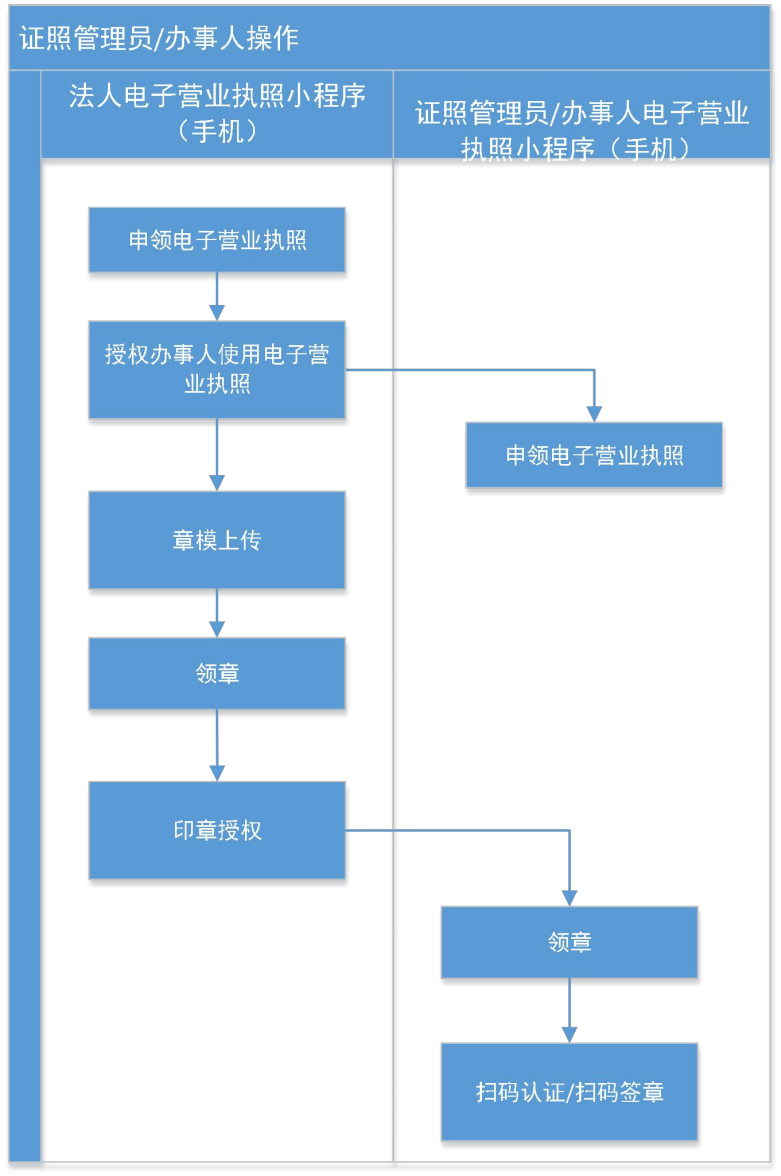 证照管理员/办事人操作
法人电子营业执照小程序
（手机）
证照管理员/办事人电子营业
执照小程序（手机）
申领电子营业执照
授权办事人使用电子营
业执照
申领电子营业执照
章模上传
领章
印章授权
领章
扫码认证/扫码签章